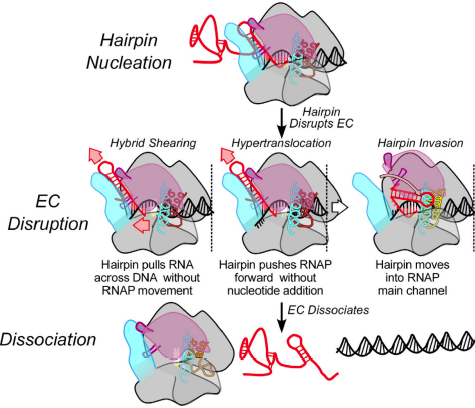 Hairpin
Nucleation
Hairpin
Disrupts EC
Hybrid Shearing
Hypertranslocation
Hairpin Invasion
EC
Disruption
Hairpin pulls RNA
across DNA without
RNAP movement
Hairpin pushes RNAP
forward without
nucleotide addition
Hairpin moves
into RNAP
main channel
EC Dissociates
Dissociation